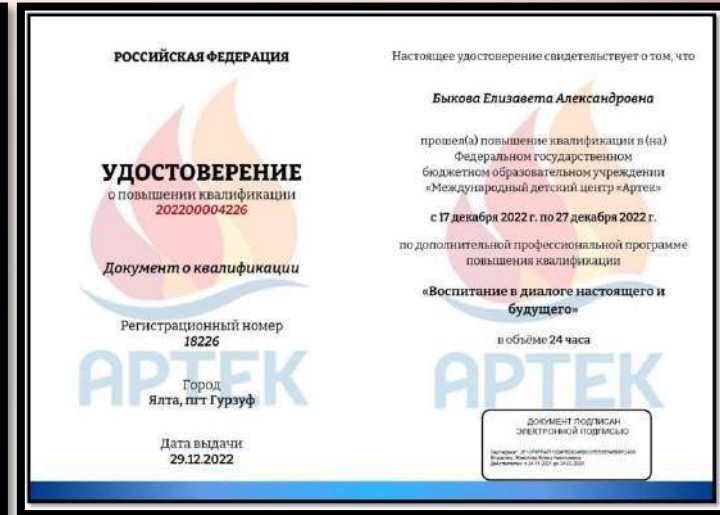 РОССИЙСКАЯ ФЕДЕРАЦИЯ
УДОСТОВЕРЕНИЕ
о повышении квалификации
202200004226
Документ о квалификации
Регистрационный номер
18226
АРТЕК
Город
Ялта, пгт Гурзуф
Дата выдачи
29.12.2022
Настоящее удостоверение свидетельствует о том, что
Быкова Елизавета Александровна
прошел(а) повышение квалификации в (на)
Федеральном государственном
бюджетном образовательном учреждении
«Международный детский центр «Артек»
с 17 декабря 2022 г. по 27 декабря 2022 г.
по дополнительной профессиональной программе
повышения квалификации
«Воспитание в диалоге настоящего и
будущего»
в объёме 24 часа
АРТЕК
ДОКУМЕНТ ПОДПИСАН
ЭЛЕКТРОННОЙ ПОДПИСЬЮ